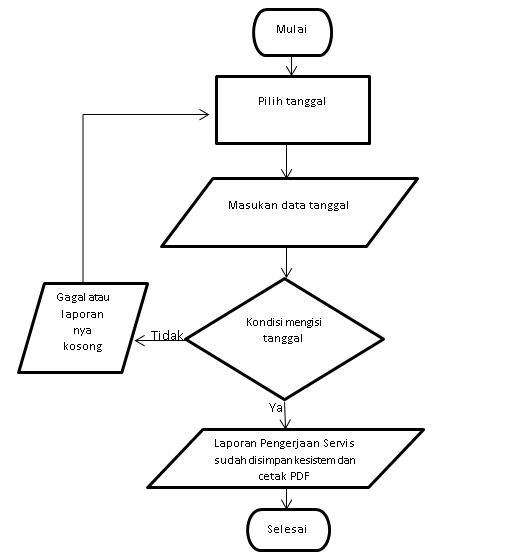 Mulai
Pilih tanggal
Masukan data tanggal
Kondisi mengisi
tanggal
Tidak
Gagal atau
laporan
nya
kosong
Ya
Laporan Pengerjaan Servis
sudah disimpan kesistem dan
cetak PDF
Selesai